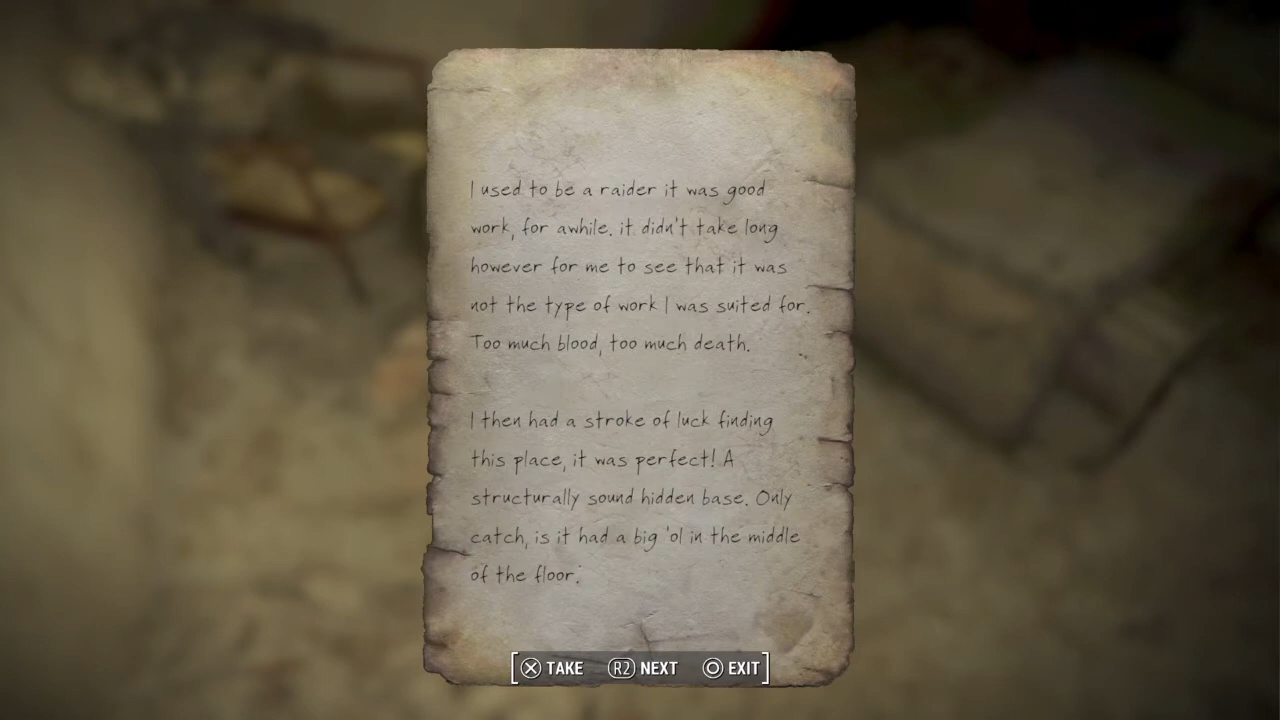 I used to be a raider it was good
work, for awhile. it didn't take long
however for me to see that it was
not the type of work I was suited for.
Too much blood, too much death.
I then had a stroke of luck finding
this place, it was perfect! A
structurally sound hidden base. Only
catch, is it had a big 'ol in the middle
of the floor.
TAKE R2 NEXT EXIT